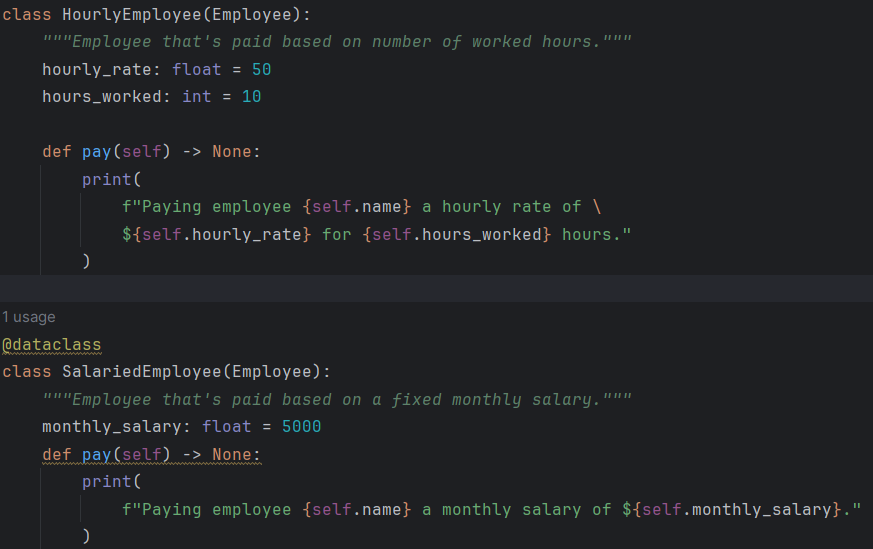 class HourlyEmployee(Employee):
    """Employee that's paid based on number of worked hours."""
    hourly_rate: float = 50
    hours_worked: int = 10

    def pay(self) -> None:
        print(
            f"Paying employee {self.name} a hourly rate of \
            ${self.hourly_rate} for {self.hours_worked} hours."
        )

1 usage
@dataclass
class SalariedEmployee(Employee):
    """Employee that's paid based on a fixed monthly salary."""
    monthly_salary: float = 5000
    def pay(self) -> None:
        print(
            f"Paying employee {self.name} a monthly salary of ${self.monthly_salary}."
        )